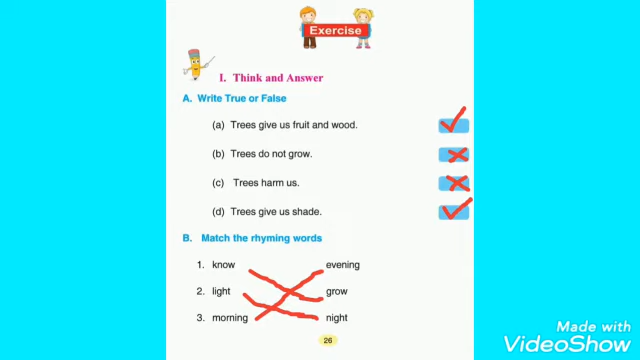 Exercise
I. Think and Answer
A. Write True or False
(a) Trees give us fruit and wood.
(b) Trees do not grow.
(c) Trees harm us.
(d) Trees give us shade.
B. Match the rhyming words
1. know evening
2. light grow
3. morning night
26
Made with
VideoShow